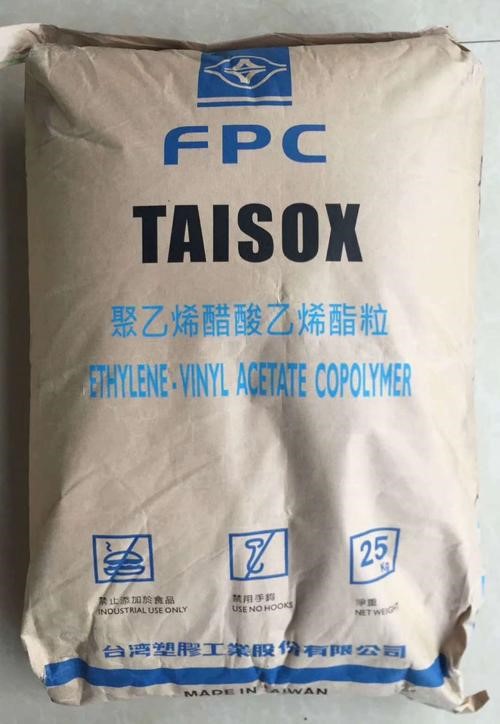 FPC
TAISOX
聚乙烯醋酸乙烯酯粒
ETHYLENE-VINYL ACETATE COPOLYMER
禁止添加於食品
INDUSTRIAL USE ONLY
禁用手鈎
USE NO HOOKS
25 Kg
淨重
NET WEIGHT
台湾塑膠工業股份有限公司
MADE IN TAIWAN